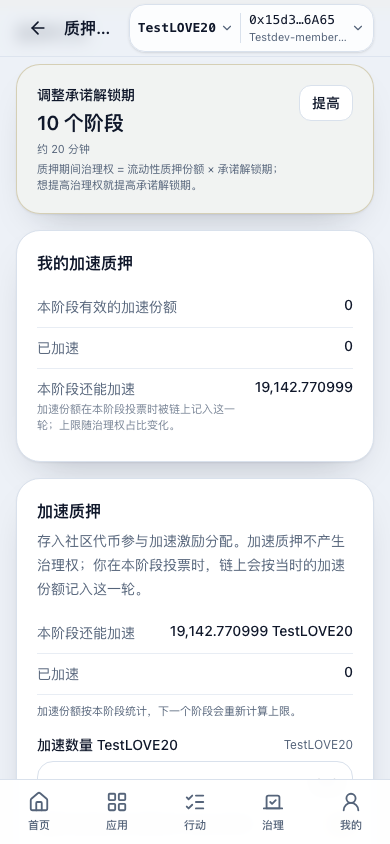 质押...
TestLOVE20
0x15d3…6A65
Testdev-member...
调整承诺解锁期
10 个阶段
提高
约 20 分钟
质押期间治理权 = 流动性质押份额 × 承诺解锁期；
想提高治理权就提高承诺解锁期。
我的加速质押
本阶段有效的加速份额
0
已加速
0
本阶段还能加速
19,142.770999
加速份额在本阶段投票时被链上记入这一
轮；上限随治理权占比变化。
加速质押
存入社区代币参与加速激励分配。加速质押不产生
治理权；你在本阶段投票时，链上会按当时的加速
份额记入这一轮。
本阶段还能加速
19,142.770999 TestLOVE20
已加速
0
加速份额按本阶段统计，下一个阶段会重新计算上限。
加速数量 TestLOVE20
TestLOVE20
首页
应用
行动
治理
我的